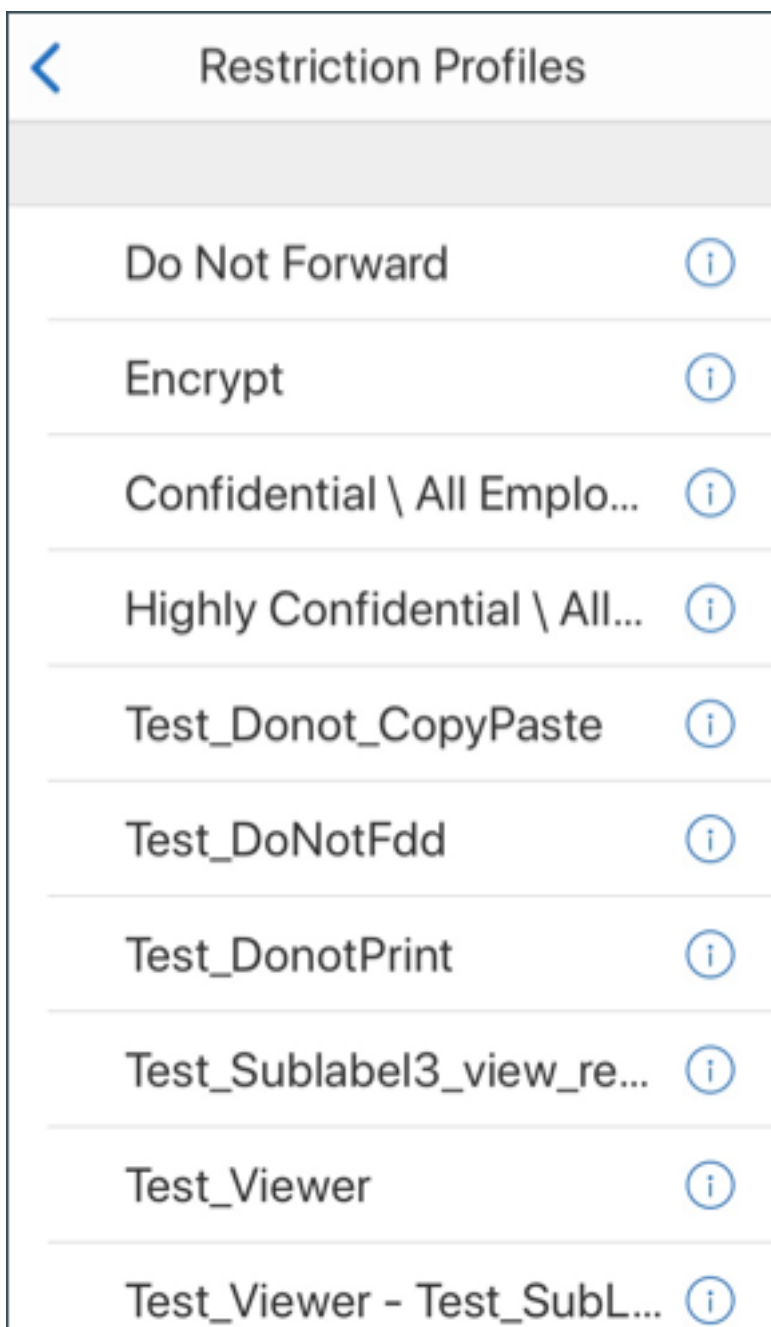 Restriction Profiles
Do Not Forward
Encrypt
Confidential \ All Emplo...
Highly Confidential \ All...
Test_Donot_CopyPaste
Test_DoNotFdd
Test_DonotPrint
Test_Sublabel3_view_re...
Test_Viewer
Test_Viewer - Test_SubL...